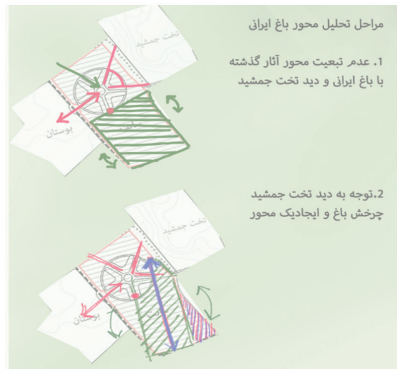 مراحل تحلیل محور باغ ایرانی
1. عدم تبعیت محور آثار گذشته
با باغ ایرانی و دید تخت جمشید
تخت جمشید
بوستان
2.توجه به دید تخت جمشید
چرخش باغ و ایجادیک محور
تخت جمشید
بوستان